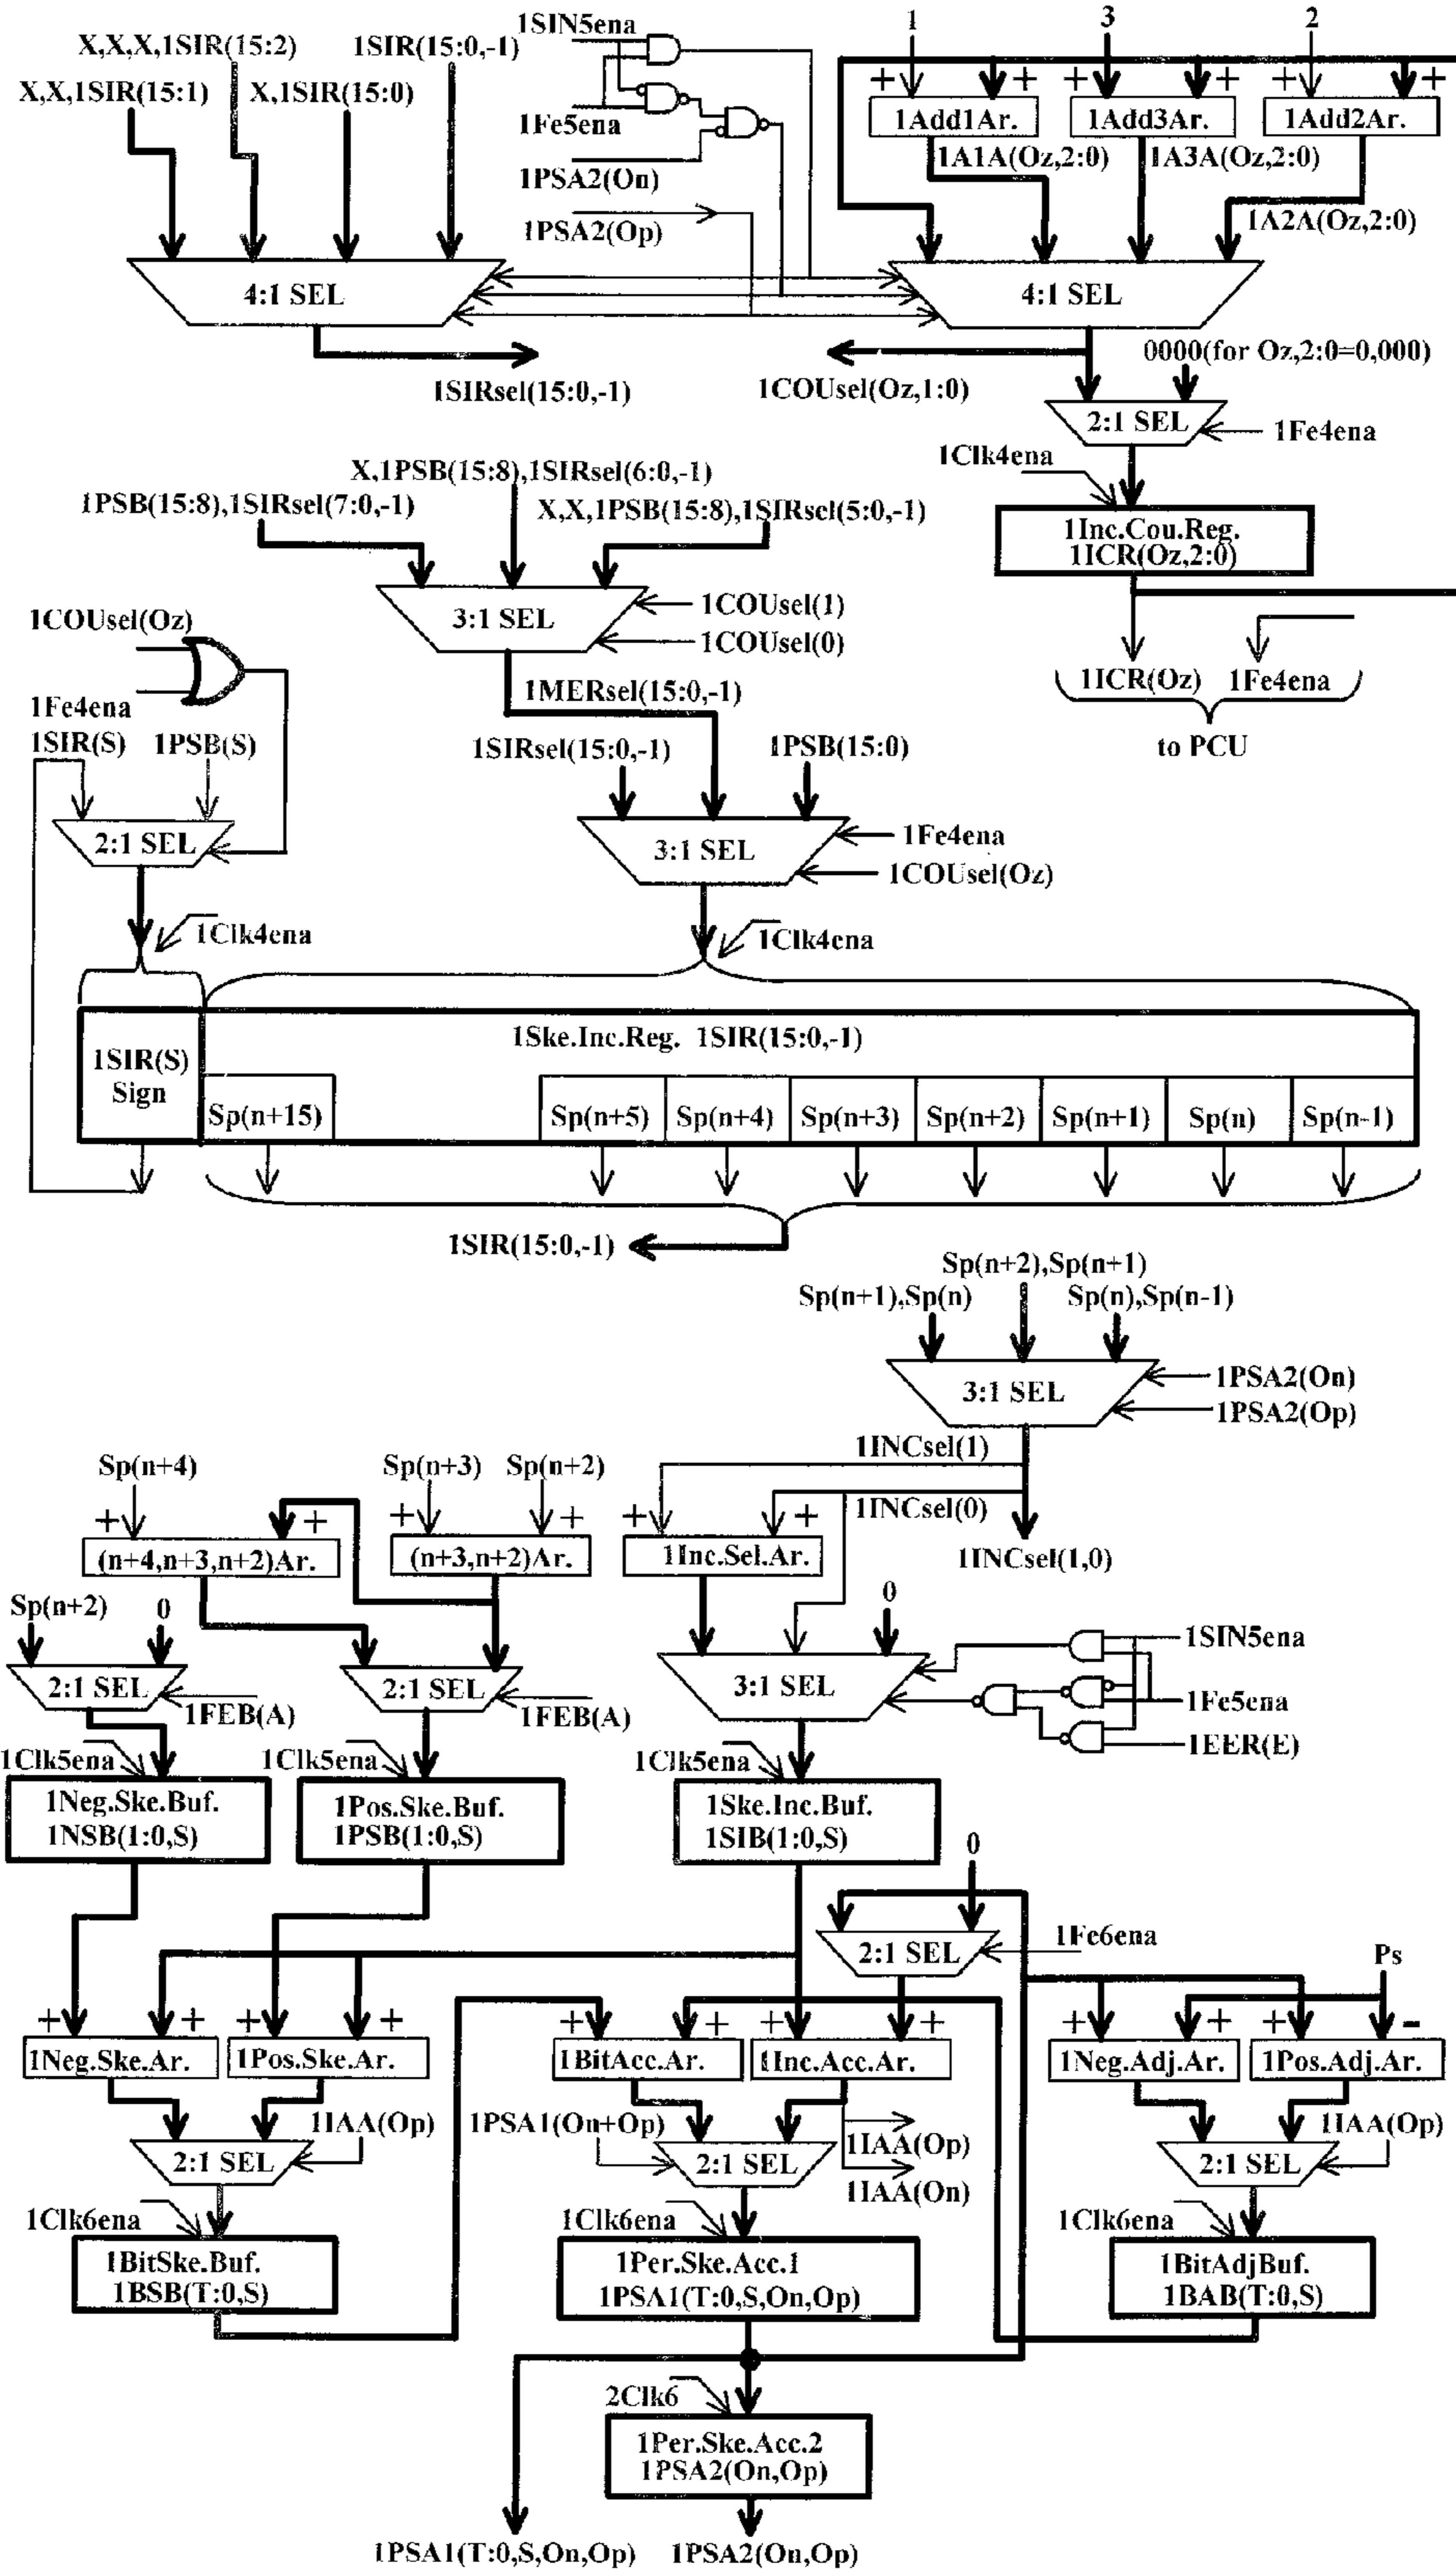 1SIN5ena
1 3 2
X,X,X,1SIR(15:2) 1SIR(15:0,-1)
X,X,1SIR(15:1) X,1SIR(15:0)
+ + + + + +
1Fe5ena
1Add1Ar. 1Add3Ar. 1Add2Ar.
1A1A(Oz,2:0) 1A3A(Oz,2:0)
1PSA2(On)
1A2A(Oz,2:0)
1PSA2(Op)
4:1 SEL 4:1 SEL
0000(for Oz,2:0=0,000)
1SIRsel(15:0,-1) 1COUsel(Oz,1:0)
2:1 SEL
1Fe4ena
1Clk4ena
X,1PSB(15:8),1SIRsel(6:0,-1)
1PSB(15:8),1SIRsel(7:0,-1) X,X,1PSB(15:8),1SIRsel(5:0,-1)
1Inc.Cou.Reg.
1ICR(Oz,2:0)
3:1 SEL
1COUsel(1)
1COUsel(0)
1COUsel(Oz)
1MERsel(15:0,-1)
1ICR(Oz) 1Fe4ena
to PCU
1Fe4ena
1SIR(S) 1PSB(S)
1SIRsel(15:0,-1) 1PSB(15:0)
2:1 SEL
3:1 SEL
1Fe4ena
1COUsel(Oz)
1Clk4ena 1Clk4ena
1Ske.Inc.Reg. 1SIR(15:0,-1)
1SIR(S)
Sign
Sp(n+15) Sp(n+5) Sp(n+4) Sp(n+3) Sp(n+2) Sp(n+1) Sp(n) Sp(n-1)
1SIR(15:0,-1)
Sp(n+2),Sp(n+1)
Sp(n+1),Sp(n) Sp(n),Sp(n-1)
3:1 SEL
1PSA2(On)
1PSA2(Op)
1INCsel(1)
Sp(n+4) Sp(n+3) Sp(n+2)
1INCsel(0)
+ + + + + +
(n+4,n+3,n+2)Ar. (n+3,n+2)Ar. 1Inc.Sel.Ar.
1INCsel(1,0)
Sp(n+2) 0 0
1SIN5ena
2:1 SEL 2:1 SEL 3:1 SEL
1FEB(A) 1FEB(A)
1Fe5ena
1EER(E)
1Clk5ena 1Clk5ena 1Clk5ena
1Neg.Ske.Buf. 1Pos.Ske.Buf. 1Ske.Inc.Buf.
1NSB(1:0,S) 1PSB(1:0,S) 1SIB(1:0,S)
0
1Fe6ena
2:1 SEL
Ps
+ + + + + + + + + + + -
1Neg.Ske.Ar. 1Pos.Ske.Ar. 1BitAcc.Ar. 1Inc.Acc.Ar. 1Neg.Adj.Ar. 1Pos.Adj.Ar.
1IAA(Op) 1PSA1(On+Op) 1IAA(Op)
1IAA(Op)
2:1 SEL 2:1 SEL 2:1 SEL
1IAA(On)
1Clk6ena 1Clk6ena 1Clk6ena
1BitSke.Buf. 1Per.Ske.Acc.1 1BitAdjBuf.
1BSB(T:0,S) 1PSA1(T:0,S,On,Op) 1BAB(T:0,S)
2Clk6
1Per.Ske.Acc.2
1PSA2(On,Op)
1PSA1(T:0,S,On,Op) 1PSA2(On,Op)